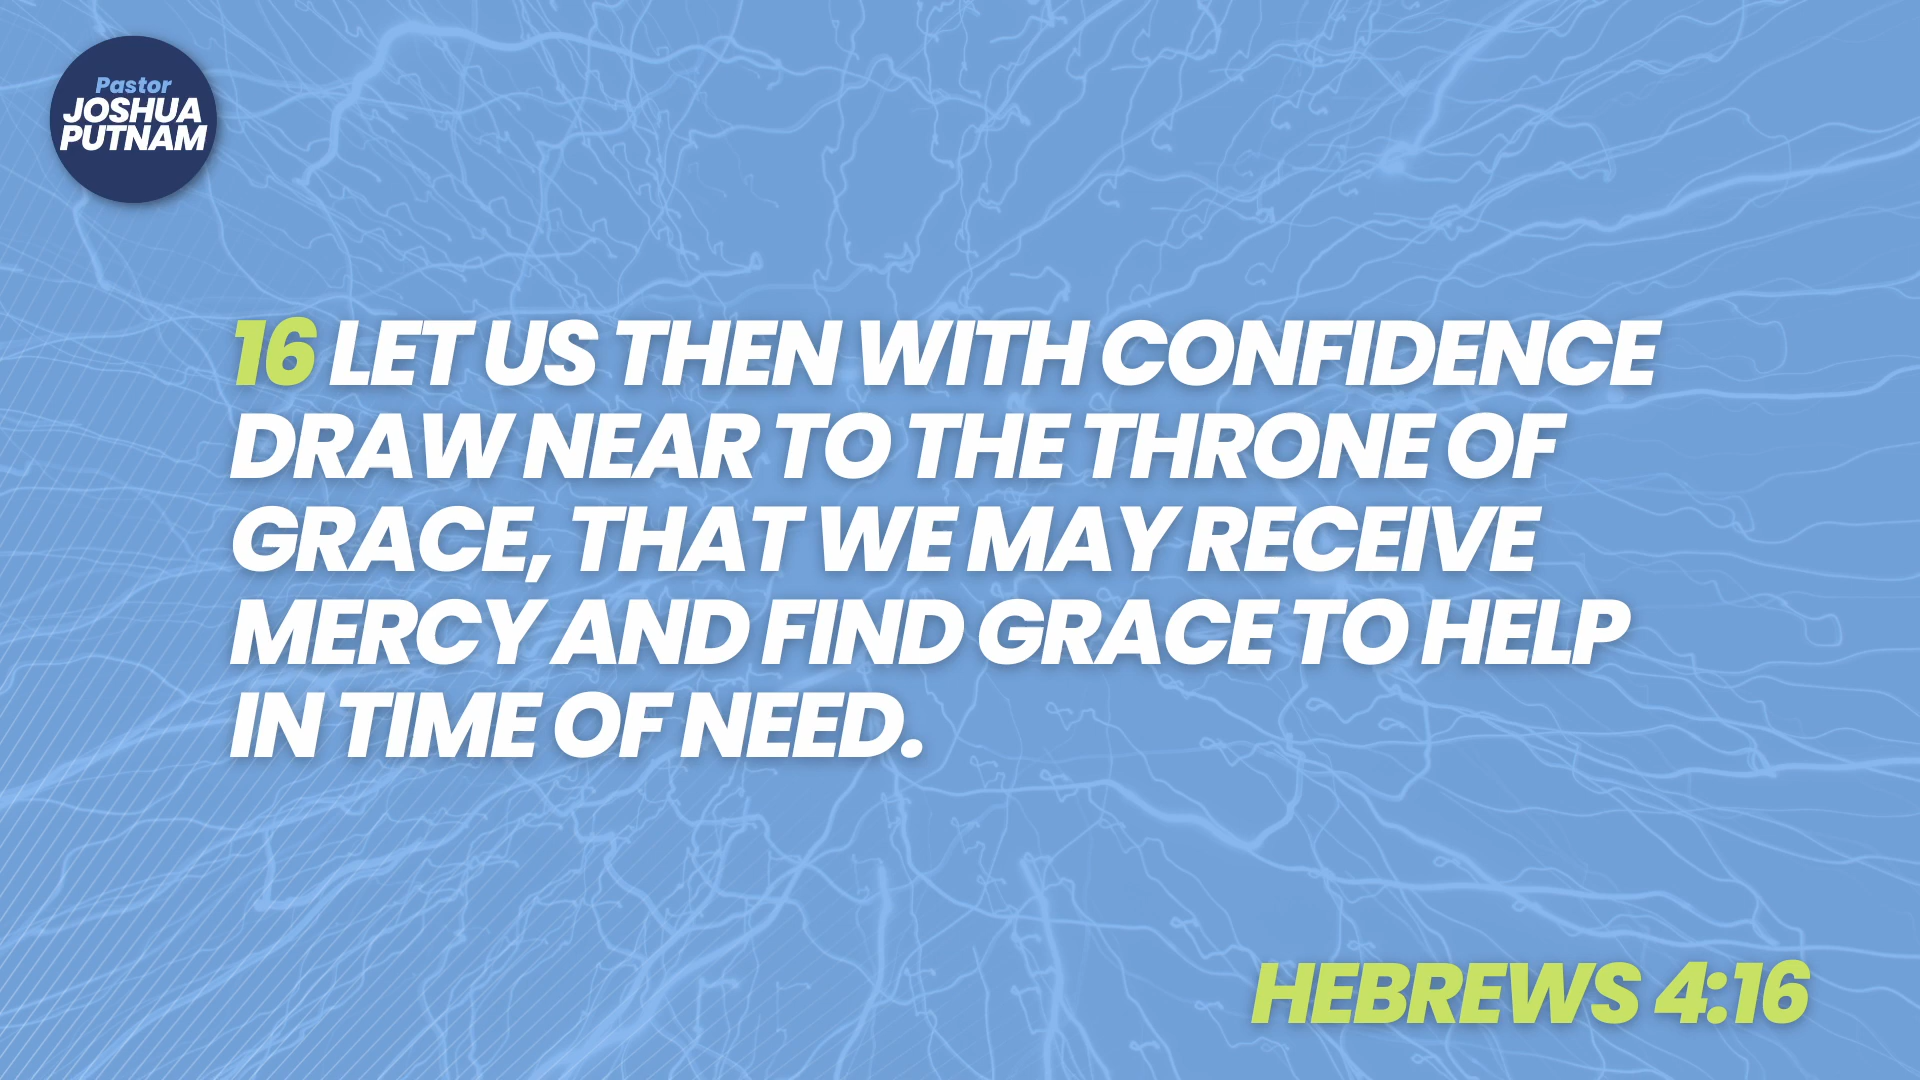 Pastor
JOSHUA
PUTNAM
16 LET US THEN WITH CONFIDENCE
DRAW NEAR TO THE THRONE OF
GRACE, THAT WE MAY RECEIVE
MERCY AND FIND GRACE TO HELP
IN TIME OF NEED.
HEBREWS 4:16